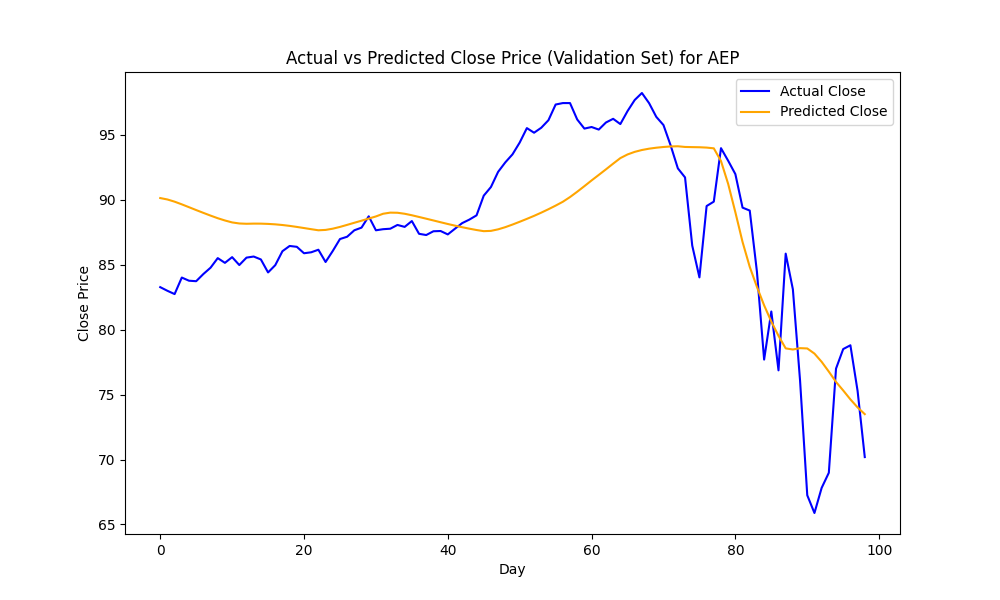 Actual vs Predicted Close Price (Validation Set) for AEP
Actual Close
Predicted Close
Close Price
95
90
85
80
75
70
65
0 20 40 60 80 100
Day